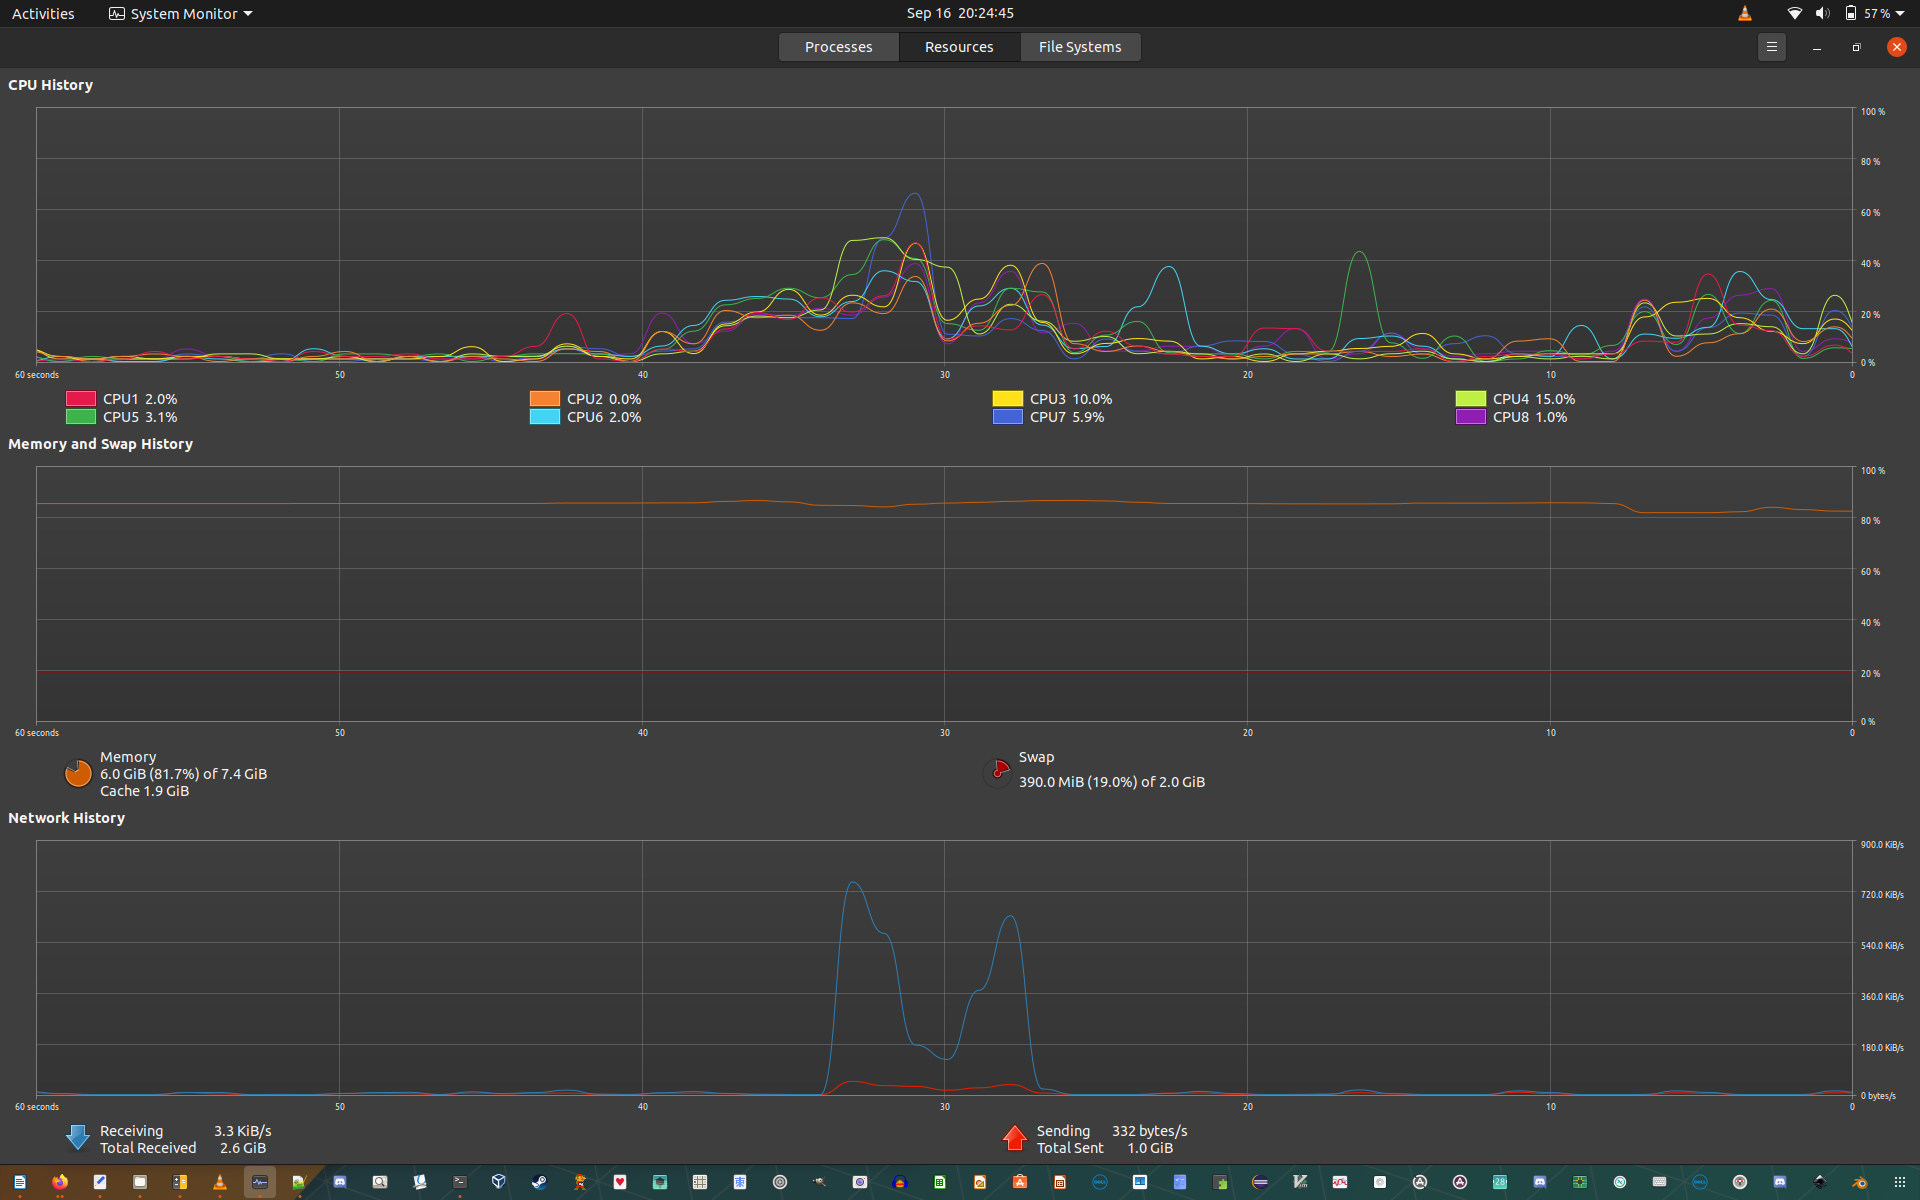 Activities System Monitor Sep 16 20:24:45 57 %
Processes Resources File Systems
CPU History
100 %
80 %
60 %
40 %
20 %
0 %
60 seconds 50 40 30 20 10 0
CPU1 2.0% CPU2 0.0% CPU3 10.0% CPU4 15.0%
CPU5 3.1% CPU6 2.0% CPU7 5.9% CPU8 1.0%
Memory and Swap History
100 %
80 %
60 %
40 %
20 %
0 %
60 seconds 50 40 30 20 10 0
Memory
6.0 GiB (81.7%) of 7.4 GiB
Cache 1.9 GiB
Swap
390.0 MiB (19.0%) of 2.0 GiB
Network History
900.0 KiB/s
720.0 KiB/s
540.0 KiB/s
360.0 KiB/s
180.0 KiB/s
0 bytes/s
60 seconds 50 40 30 20 10 0
Receiving 3.3 KiB/s
Total Received 2.6 GiB
Sending 332 bytes/s
Total Sent 1.0 GiB